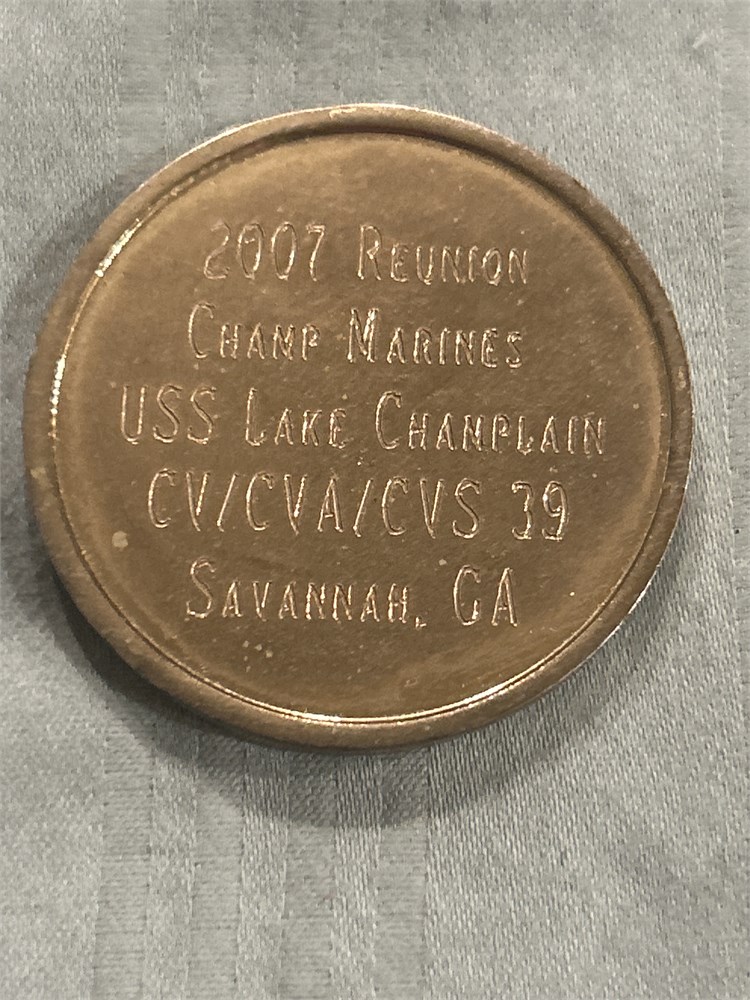 2007 Reunion
Champ Marines
USS Lake Champlain
CV/CVA/CVS 39
Savannah, GA